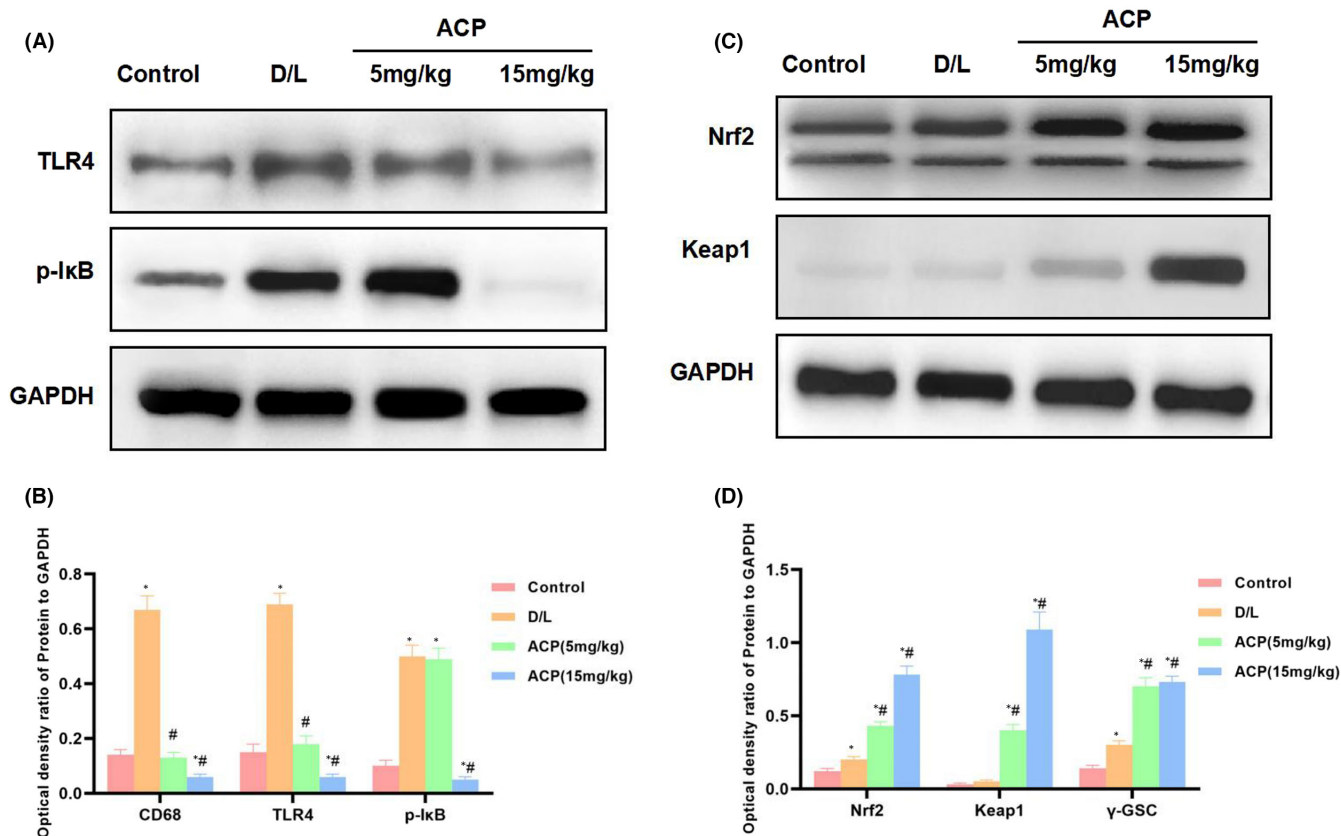 (A)
ACP
Control D/L 5mg/kg 15mg/kg
TLR4
p-IκB
GAPDH
(C)
ACP
Control D/L 5mg/kg 15mg/kg
Nrf2
Keap1
GAPDH
(B)
Optical density ratio of Protein to GAPDH
0.8
0.6
0.4
0.2
0.0
* # *#
* # *#
* * *#
CD68 TLR4 p-IκB
Control
D/L
ACP(5mg/kg)
ACP(15mg/kg)
(D)
Optical density ratio of Protein to GAPDH
1.5
1.0
0.5
0.0
* *# *#
*# *#
* *# *#
Nrf2 Keap1 γ-GSC
Control
D/L
ACP(5mg/kg)
ACP(15mg/kg)